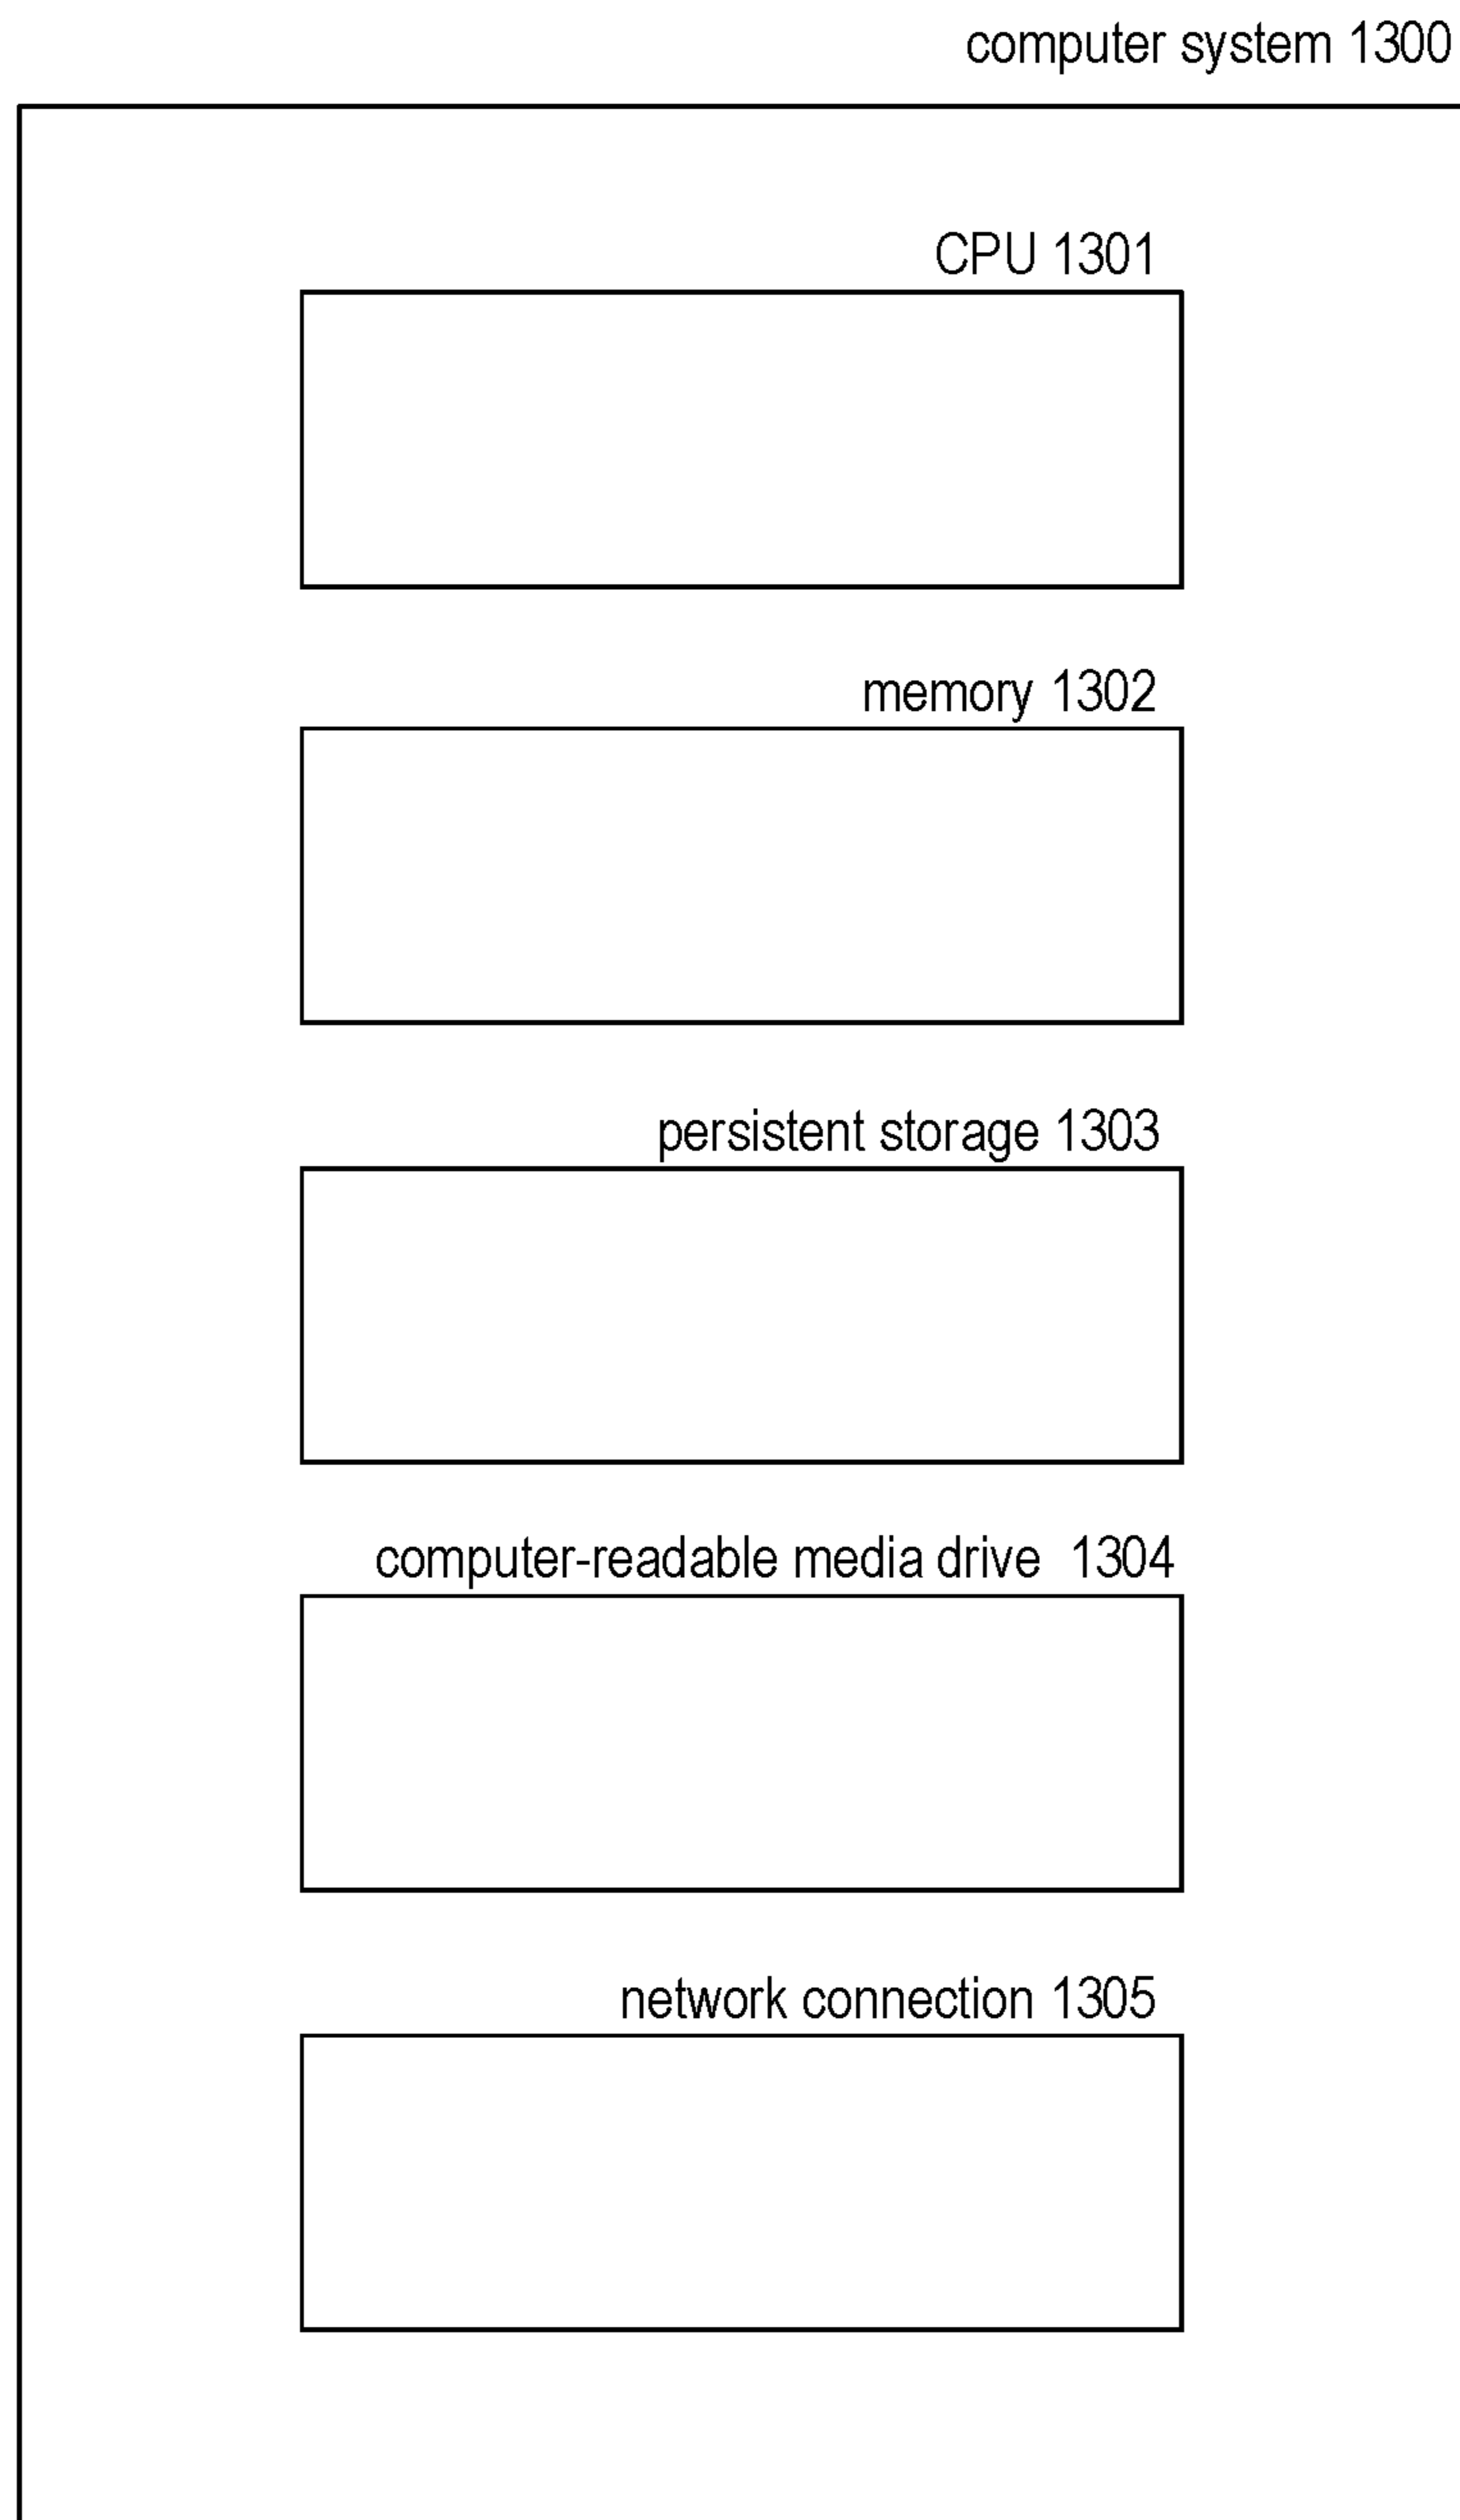 computer system 1300
CPU 1301
memory 1302
persistent storage 1303
computer-readable media drive 1304
network connection 1305